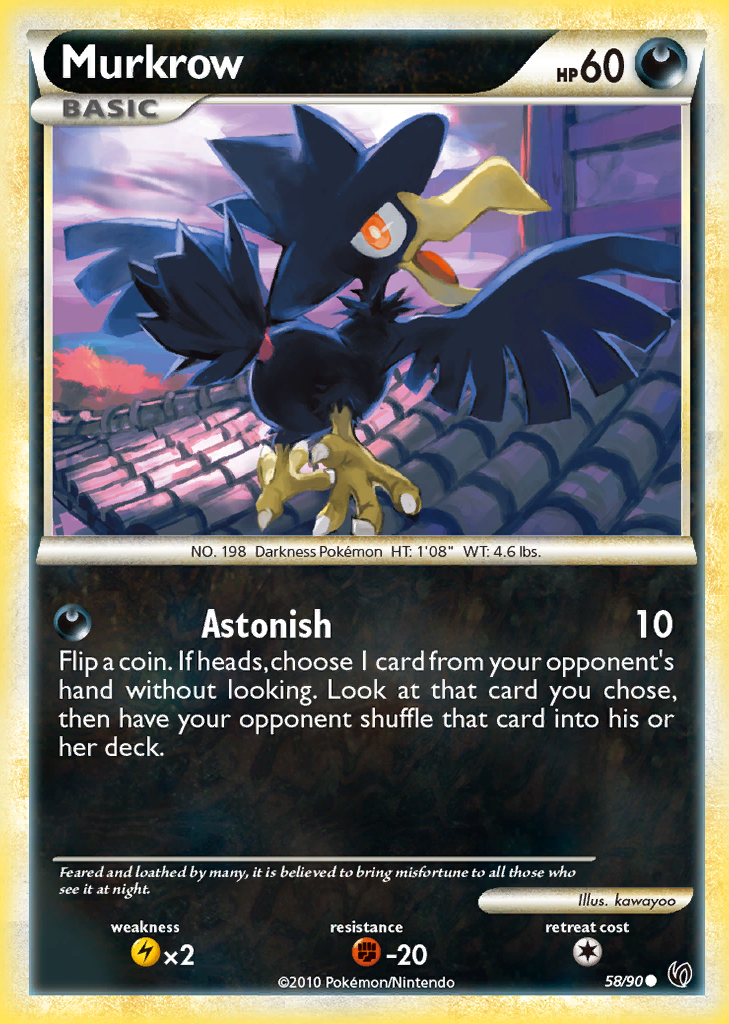 Murkrow
HP60
BASIC
NO. 198 Darkness Pokémon HT: 1'08" WT: 4.6 lbs.
Astonish 10
Flip a coin. If heads, choose 1 card from your opponent's
hand without looking. Look at that card you chose,
then have your opponent shuffle that card into his or
her deck.
Feared and loathed by many, it is believed to bring misfortune to all those who
see it at night.
Illus. kawayoo
weakness resistance retreat cost
×2 -20
©2010 Pokémon/Nintendo 58/90